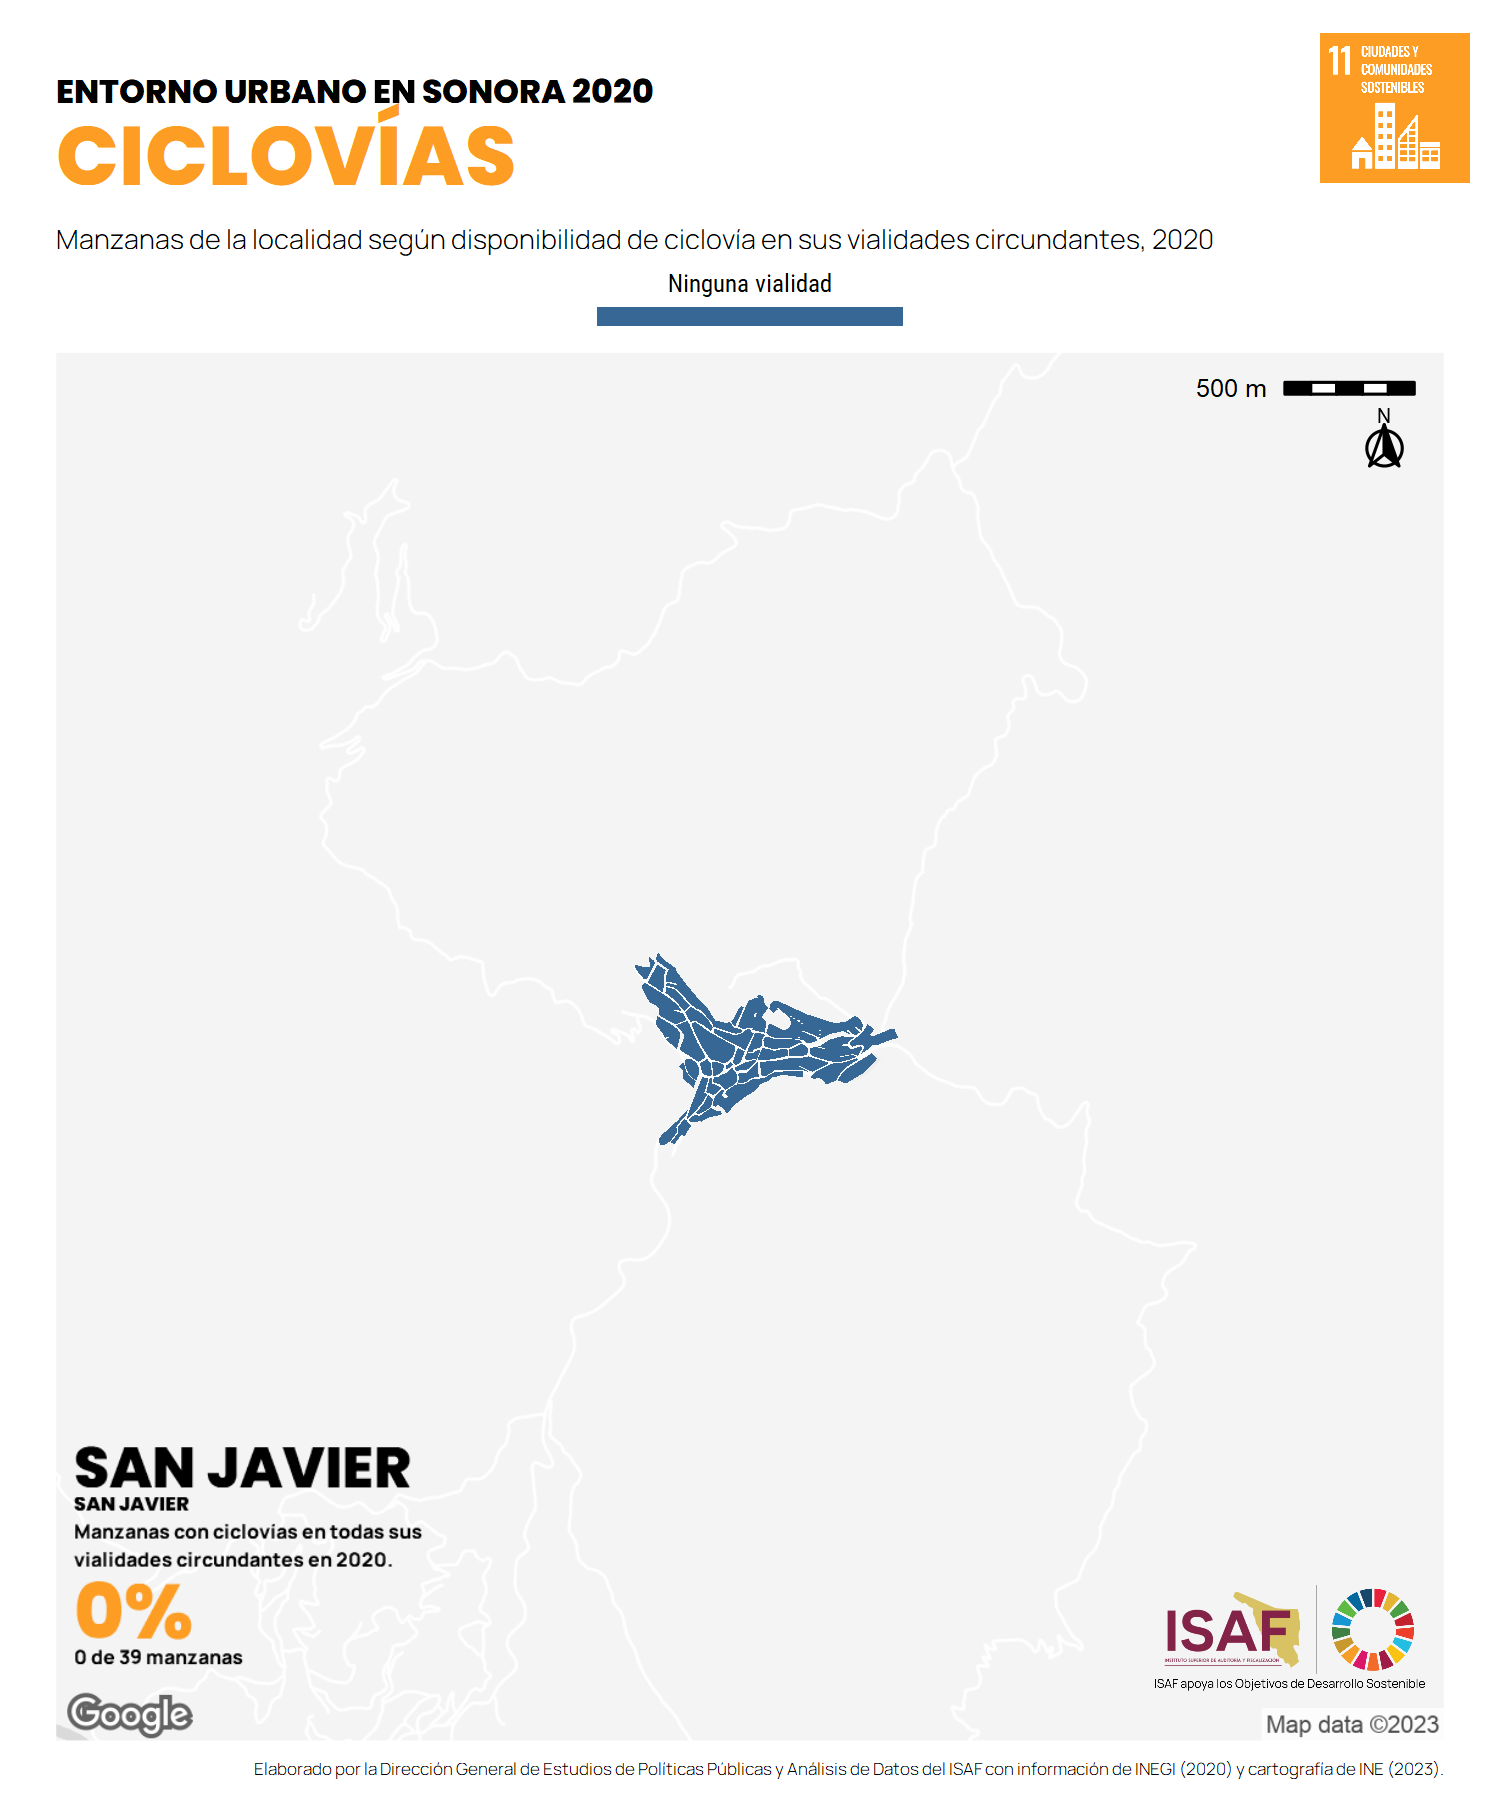 11 CIUDADES Y
COMUNIDADES
SOSTENIBLES
ENTORNO URBANO EN SONORA 2020
CICLOVÍAS
Manzanas de la localidad según disponibilidad de ciclovía en sus vialidades circundantes, 2020
Ninguna vialidad
500 m
N
SAN JAVIER
SAN JAVIER
Manzanas con ciclovias en todas sus
vialidades circundantes en 2020.
0%
0 de 39 manzanas
Google
ISAF
INSTITUTO SUPERIOR DE AUDITORÍA Y FISCALIZACIÓN
ISAF apoya los Objetivos de Desarrollo Sostenible
Map data ©2023
Elaborado por la Dirección General de Estudios de Políticas Públicas y Análisis de Datos del ISAF con información de INEGI (2020) y cartografía de INE (2023).